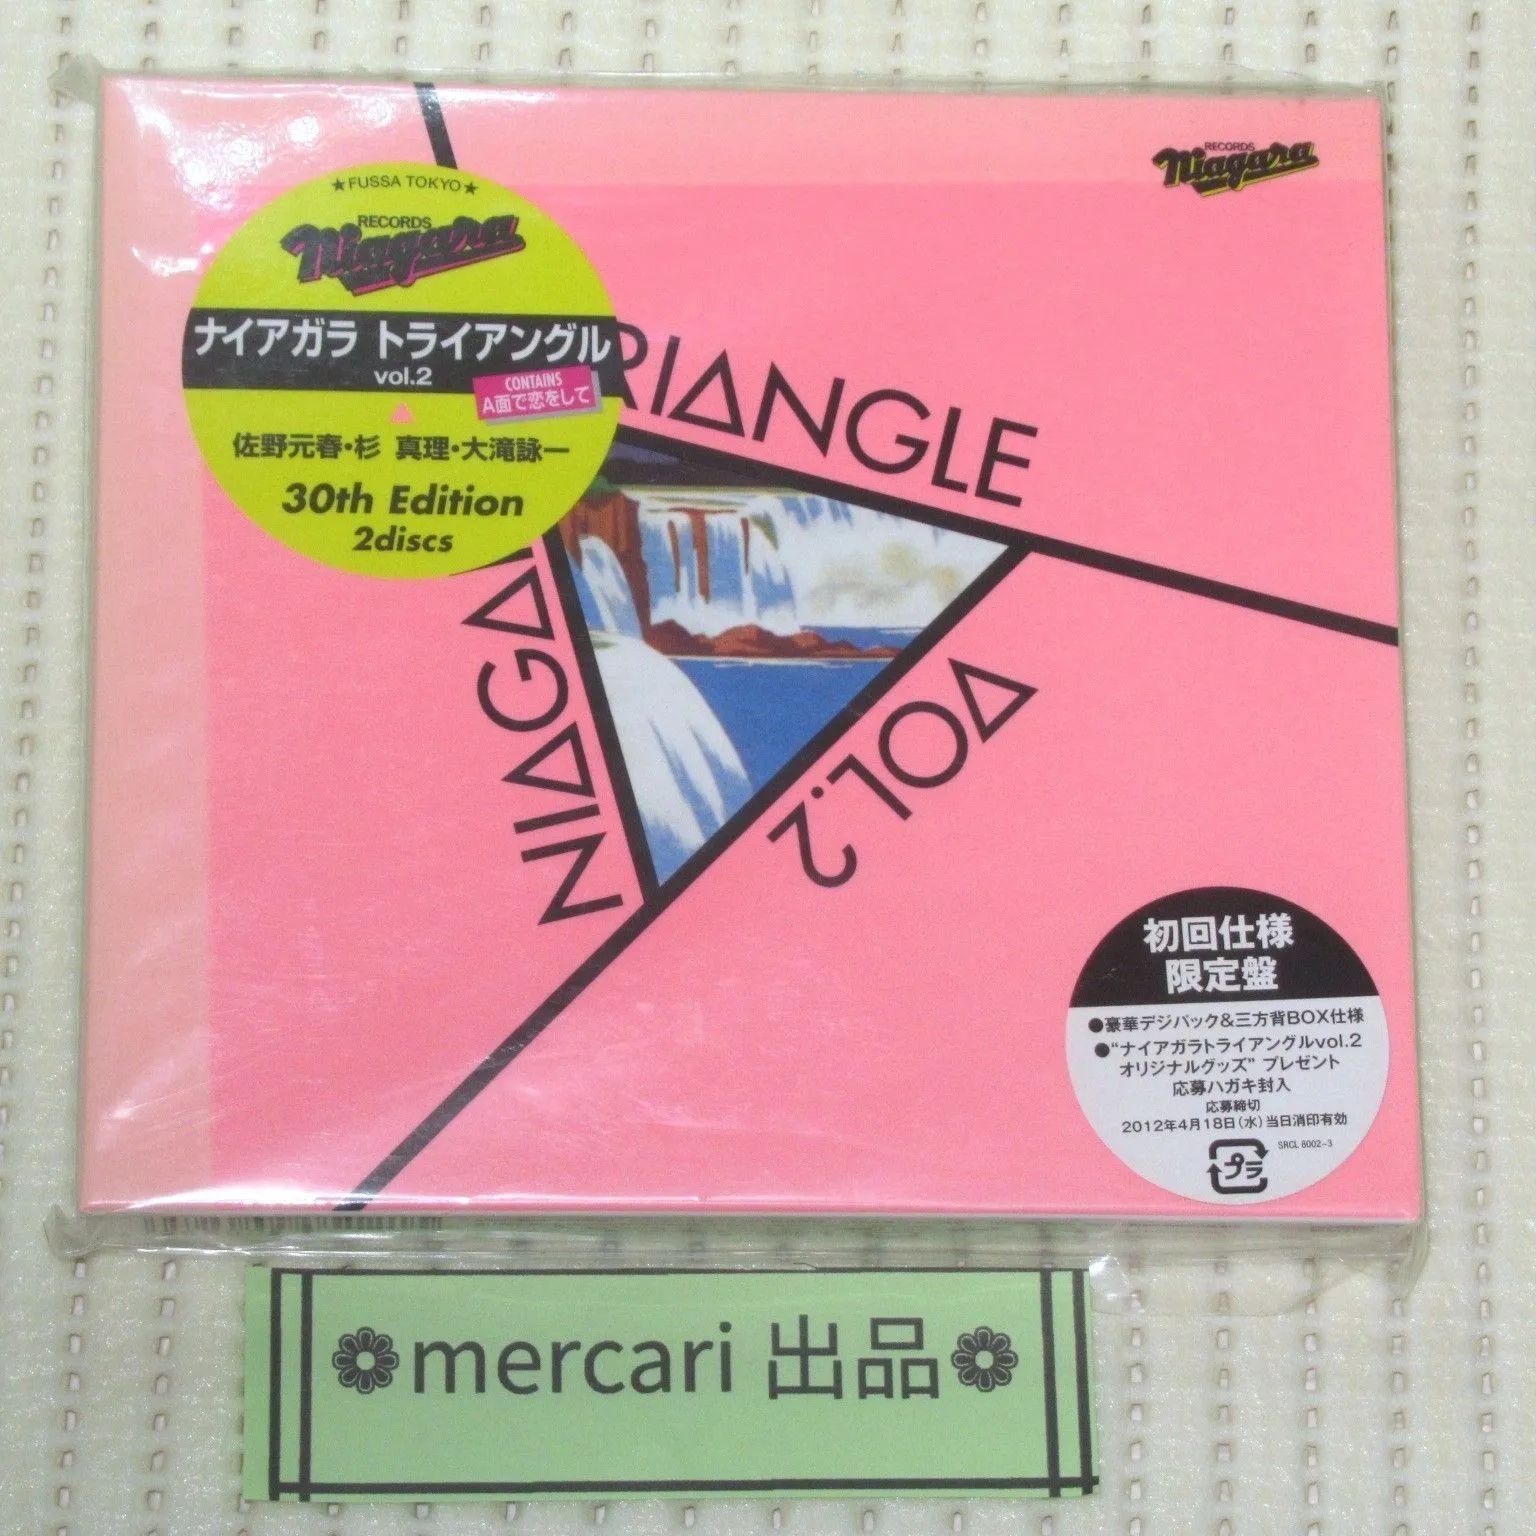 ★FUSSA TOKYO★
RECORDS
Niagara
ナイアガラ トライアングル
vol.2
CONTAINS
A面で恋をして
佐野元春・杉 真理・大滝詠一
30th Edition
2discs
RECORDS
Niagara
RIANGLE
NIAGA
VOL.2
初回仕様
限定盤
●豪華デジパック&三方背BOX仕様
●"ナイアガラトライアングルvol.2
オリジナルグッズ" プレゼント
応募ハガキ封入
応募締切
2012年4月18日(水)当日消印有効
SRCL 8002~3
プラ
mercari 出品